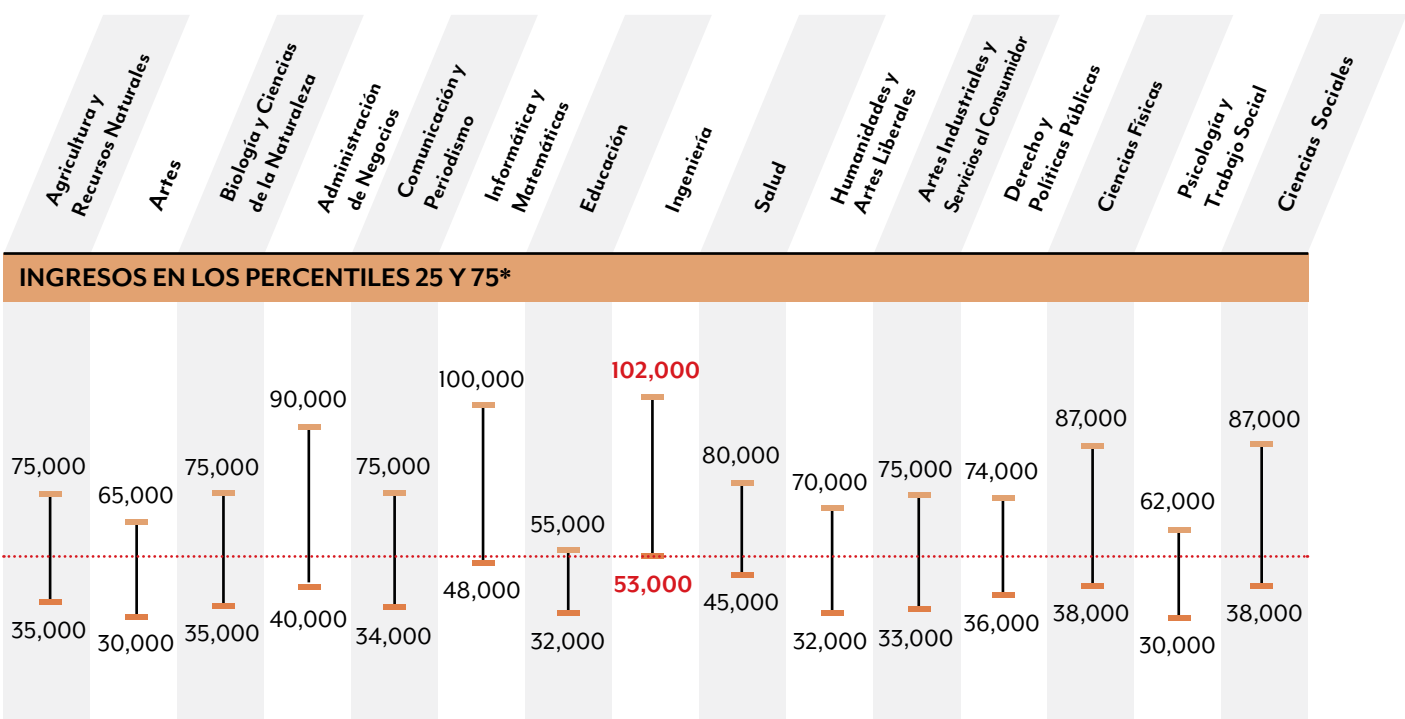 Agricultura y
Recursos Naturales
Artes
Biología y Ciencias
de la Naturaleza
Administración
de Negocios
Comunicación y
Periodismo
Informática y
Matemáticas
Educación
Ingeniería
Salud
Humanidades y
Artes Liberales
Artes Industriales y
Servicios al Consumidor
Derecho y
Políticas Públicas
Ciencias Físicas
Psicología y
Trabajo Social
Ciencias Sociales
INGRESOS EN LOS PERCENTILES 25 Y 75*
75,000
35,000
65,000
30,000
75,000
35,000
90,000
40,000
75,000
34,000
100,000
48,000
55,000
32,000
102,000
53,000
80,000
45,000
70,000
32,000
75,000
33,000
74,000
36,000
87,000
38,000
62,000
30,000
87,000
38,000